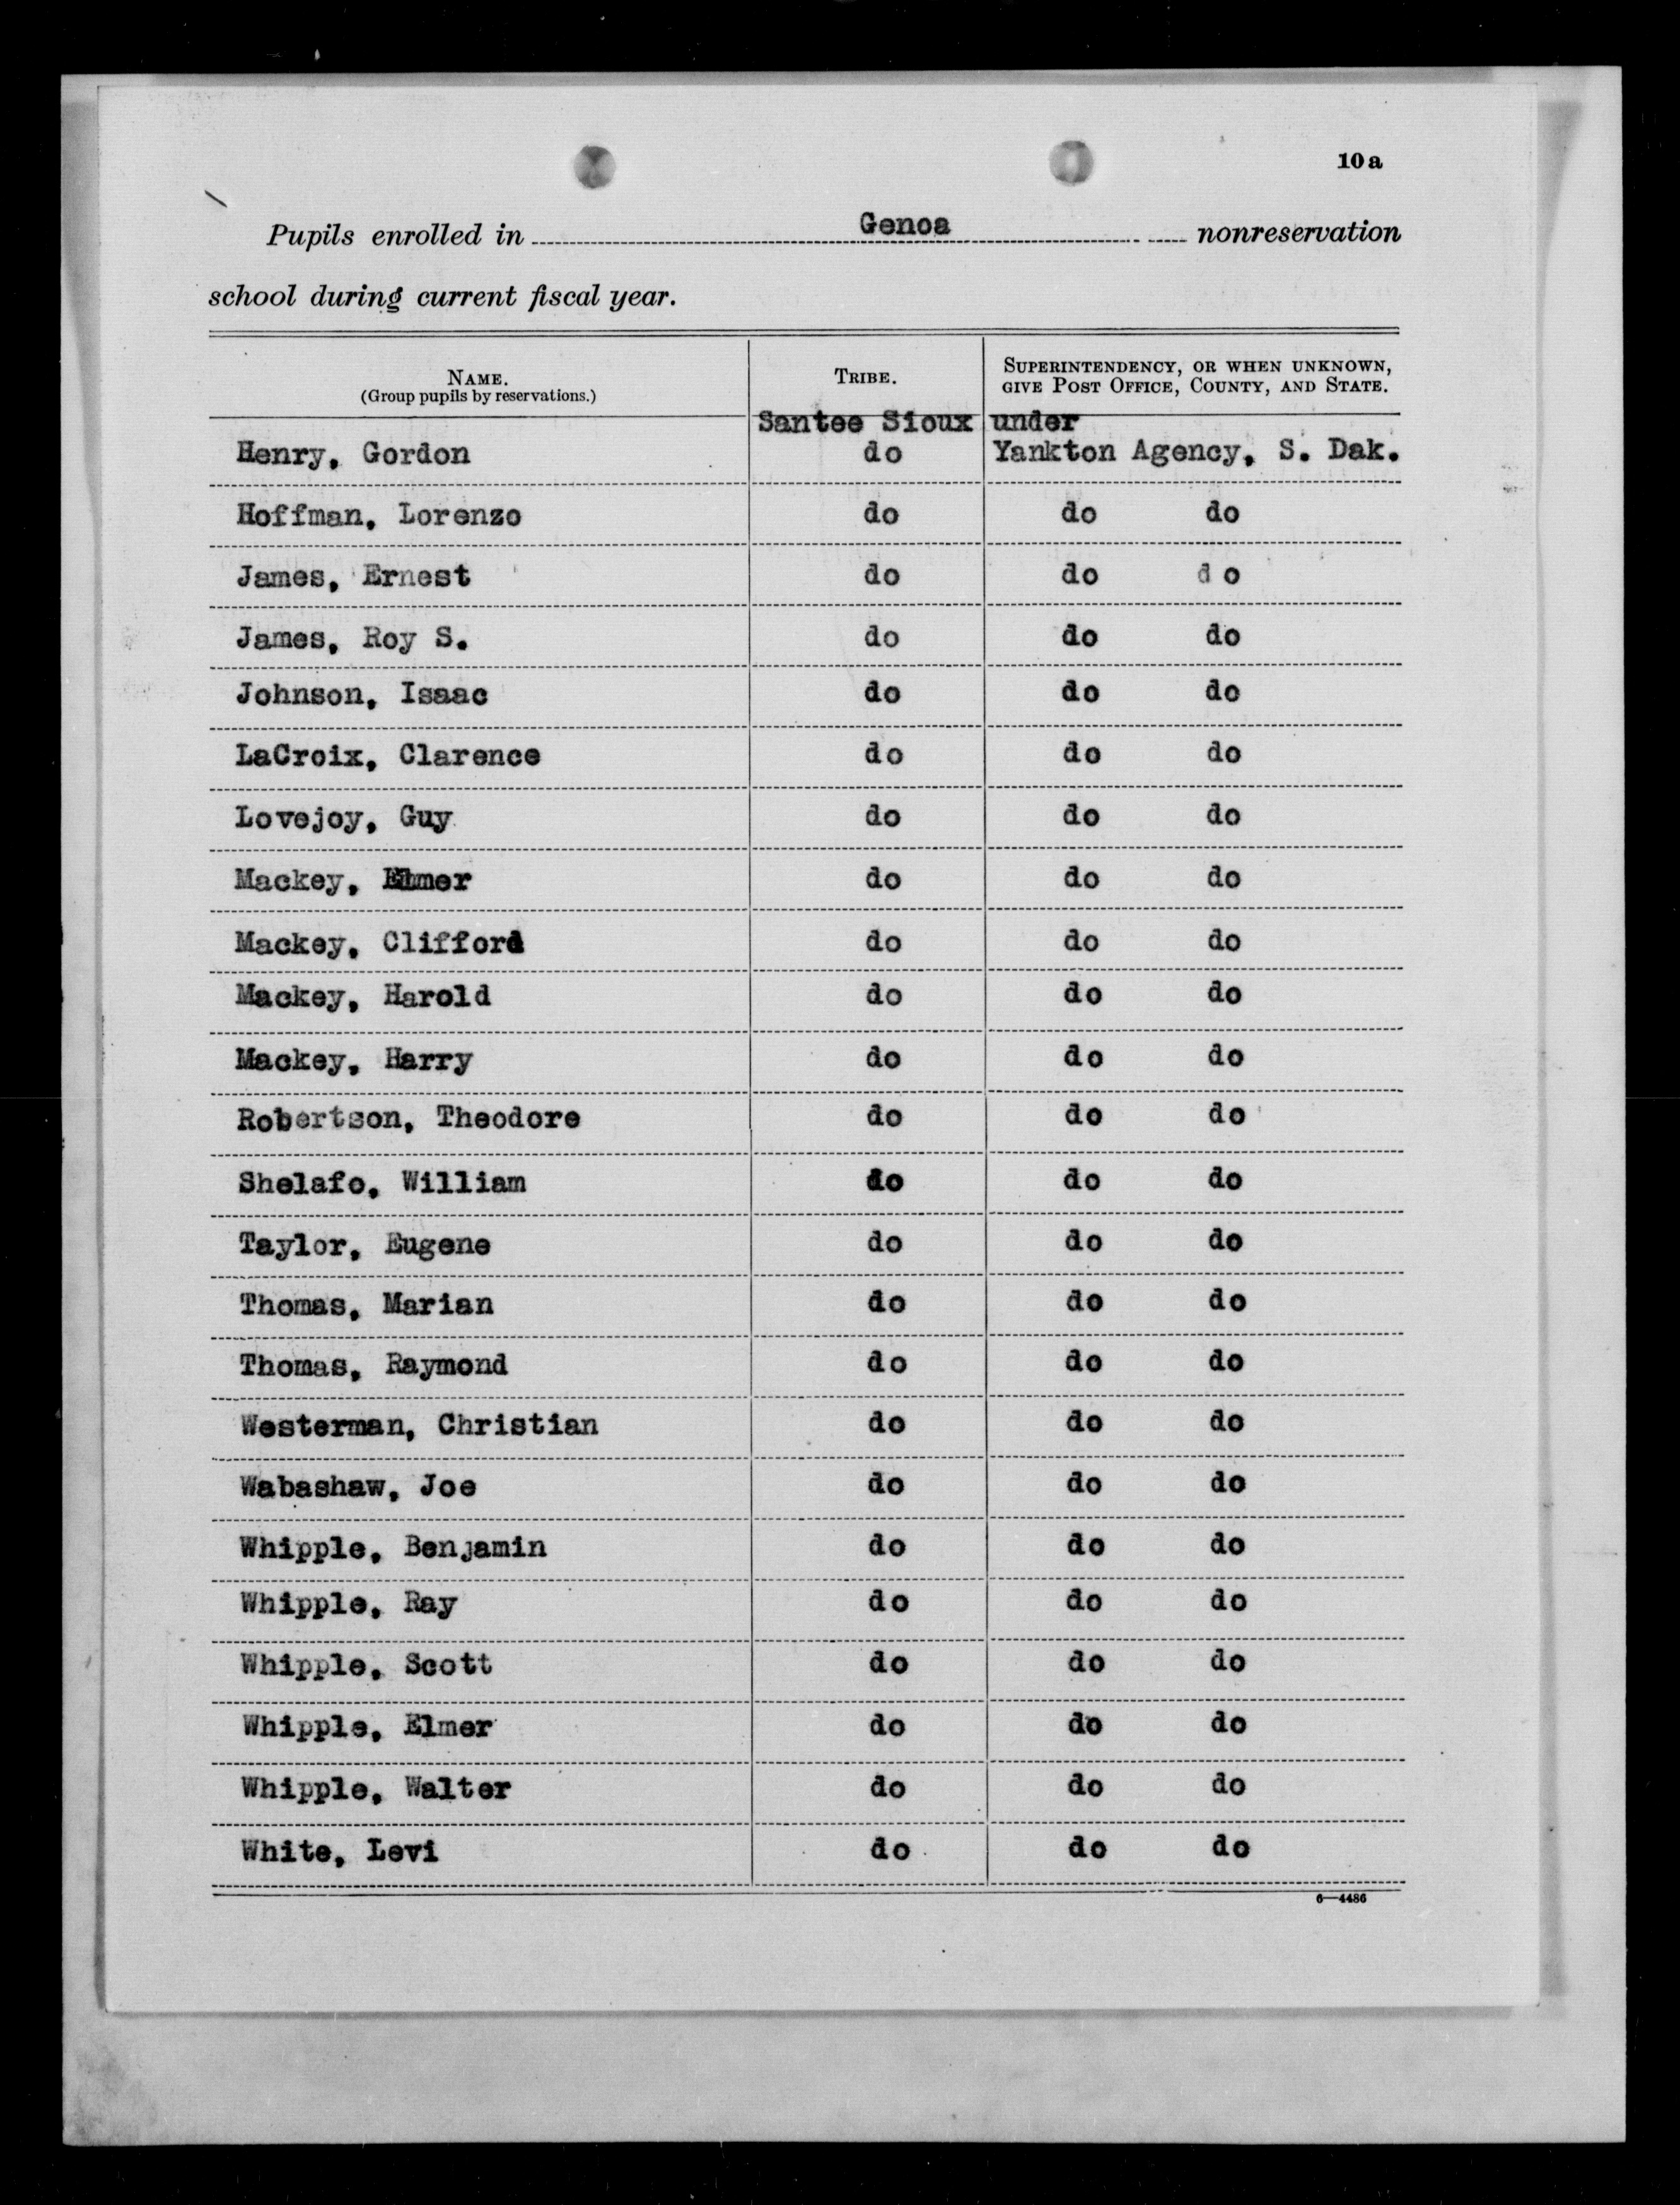 10a
Pupils enrolled in Genoa nonreservation
school during current fiscal year.
NAME. TRIBE. SUPERINTENDENCY, OR WHEN UNKNOWN,
(Group pupils by reservations.) GIVE POST OFFICE, COUNTY, AND STATE.
Santee Sioux under
Henry, Gordon do Yankton Agency, S. Dak.
Hoffman, Lorenzo do do do
James, Ernest do do do
James, Roy S. do do do
Johnson, Isaac do do do
LaCroix, Clarence do do do
Lovejoy, Guy do do do
Mackey, Elmer do do do
Mackey, Clifford do do do
Mackey, Harold do do do
Mackey, Harry do do do
Robertson, Theodore do do do
Shelafo, William do do do
Taylor, Eugene do do do
Thomas, Marian do do do
Thomas, Raymond do do do
Westerman, Christian do do do
Wabashaw, Joe do do do
Whipple, Benjamin do do do
Whipple, Ray do do do
Whipple, Scott do do do
Whipple, Elmer do do do
Whipple, Walter do do do
White, Levi do do do
6—4486